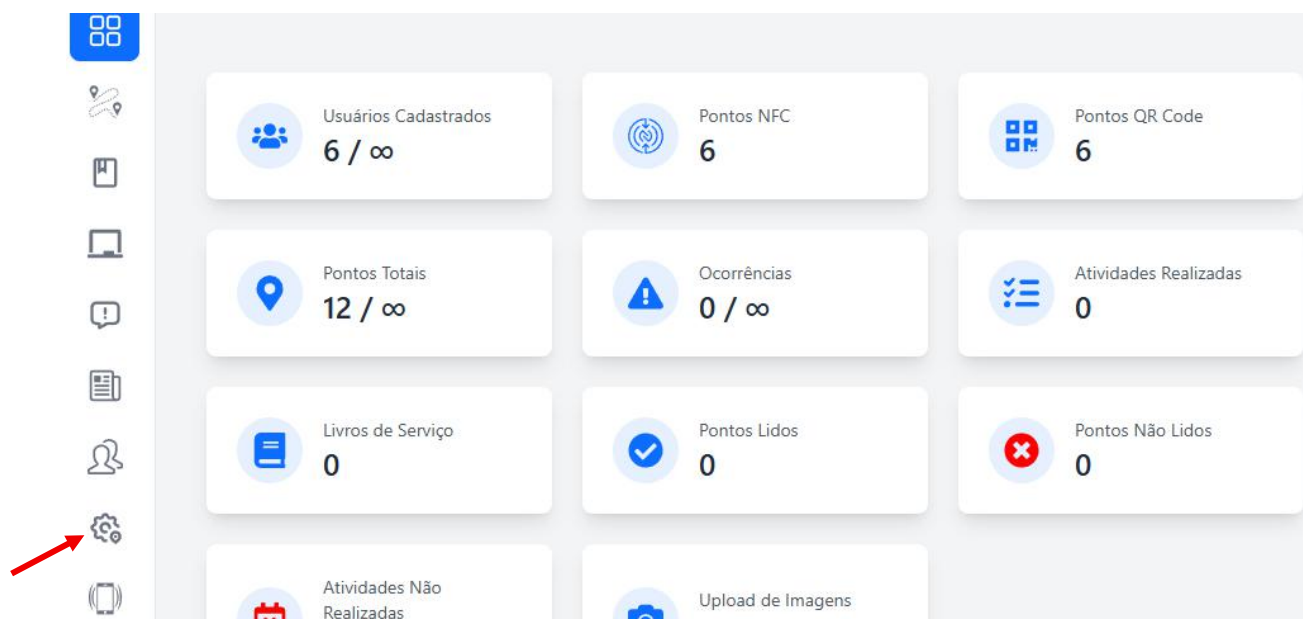 Usuários Cadastrados
6 / ∞
Pontos NFC
6
Pontos QR Code
6
Pontos Totais
12 / ∞
Ocorrências
0 / ∞
Atividades Realizadas
0
Livros de Serviço
0
Pontos Lidos
0
Pontos Não Lidos
0
Atividades Não
Realizadas
Upload de Imagens